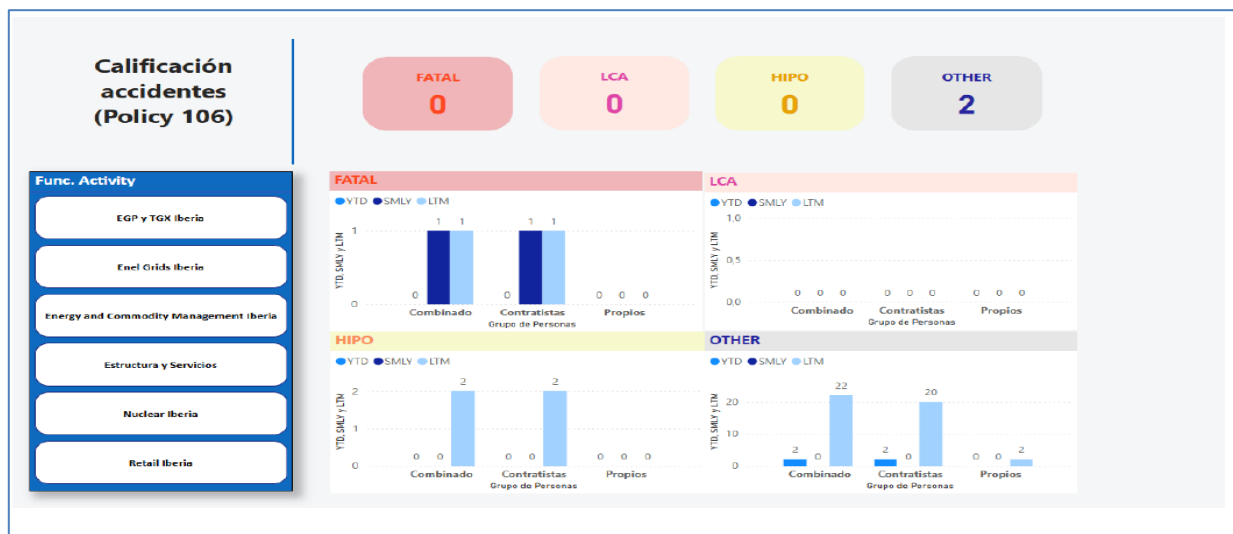 Calificación
accidentes
(Policy 106)
FATAL
0
LCA
0
HIPO
0
OTHER
2
Func. Activity
EGP y TGX Iberia
Enel Grids Iberia
Energy and Commodity Management Iberia
Estructura y Servicios
Nuclear Iberia
Retail Iberia
FATAL
YTD SMLY LTM
YTD, SMLY y LTM
1
0
0 1 1
0 1 1
0 0 0
Combinado Contratistas Propios
Grupo de Personas
LCA
YTD SMLY LTM
YTD, SMLY y LTM
1,0
0,5
0,0
0 0 0
0 0 0
0 0 0
Combinado Contratistas Propios
Grupo de Personas
HIPO
YTD SMLY LTM
YTD, SMLY y LTM
2
1
0
0 0 2
0 0 2
0 0 0
Combinado Contratistas Propios
Grupo de Personas
OTHER
YTD SMLY LTM
YTD, SMLY y LTM
20
10
0
2 0 22
2 0 20
0 0 2
Combinado Contratistas Propios
Grupo de Personas